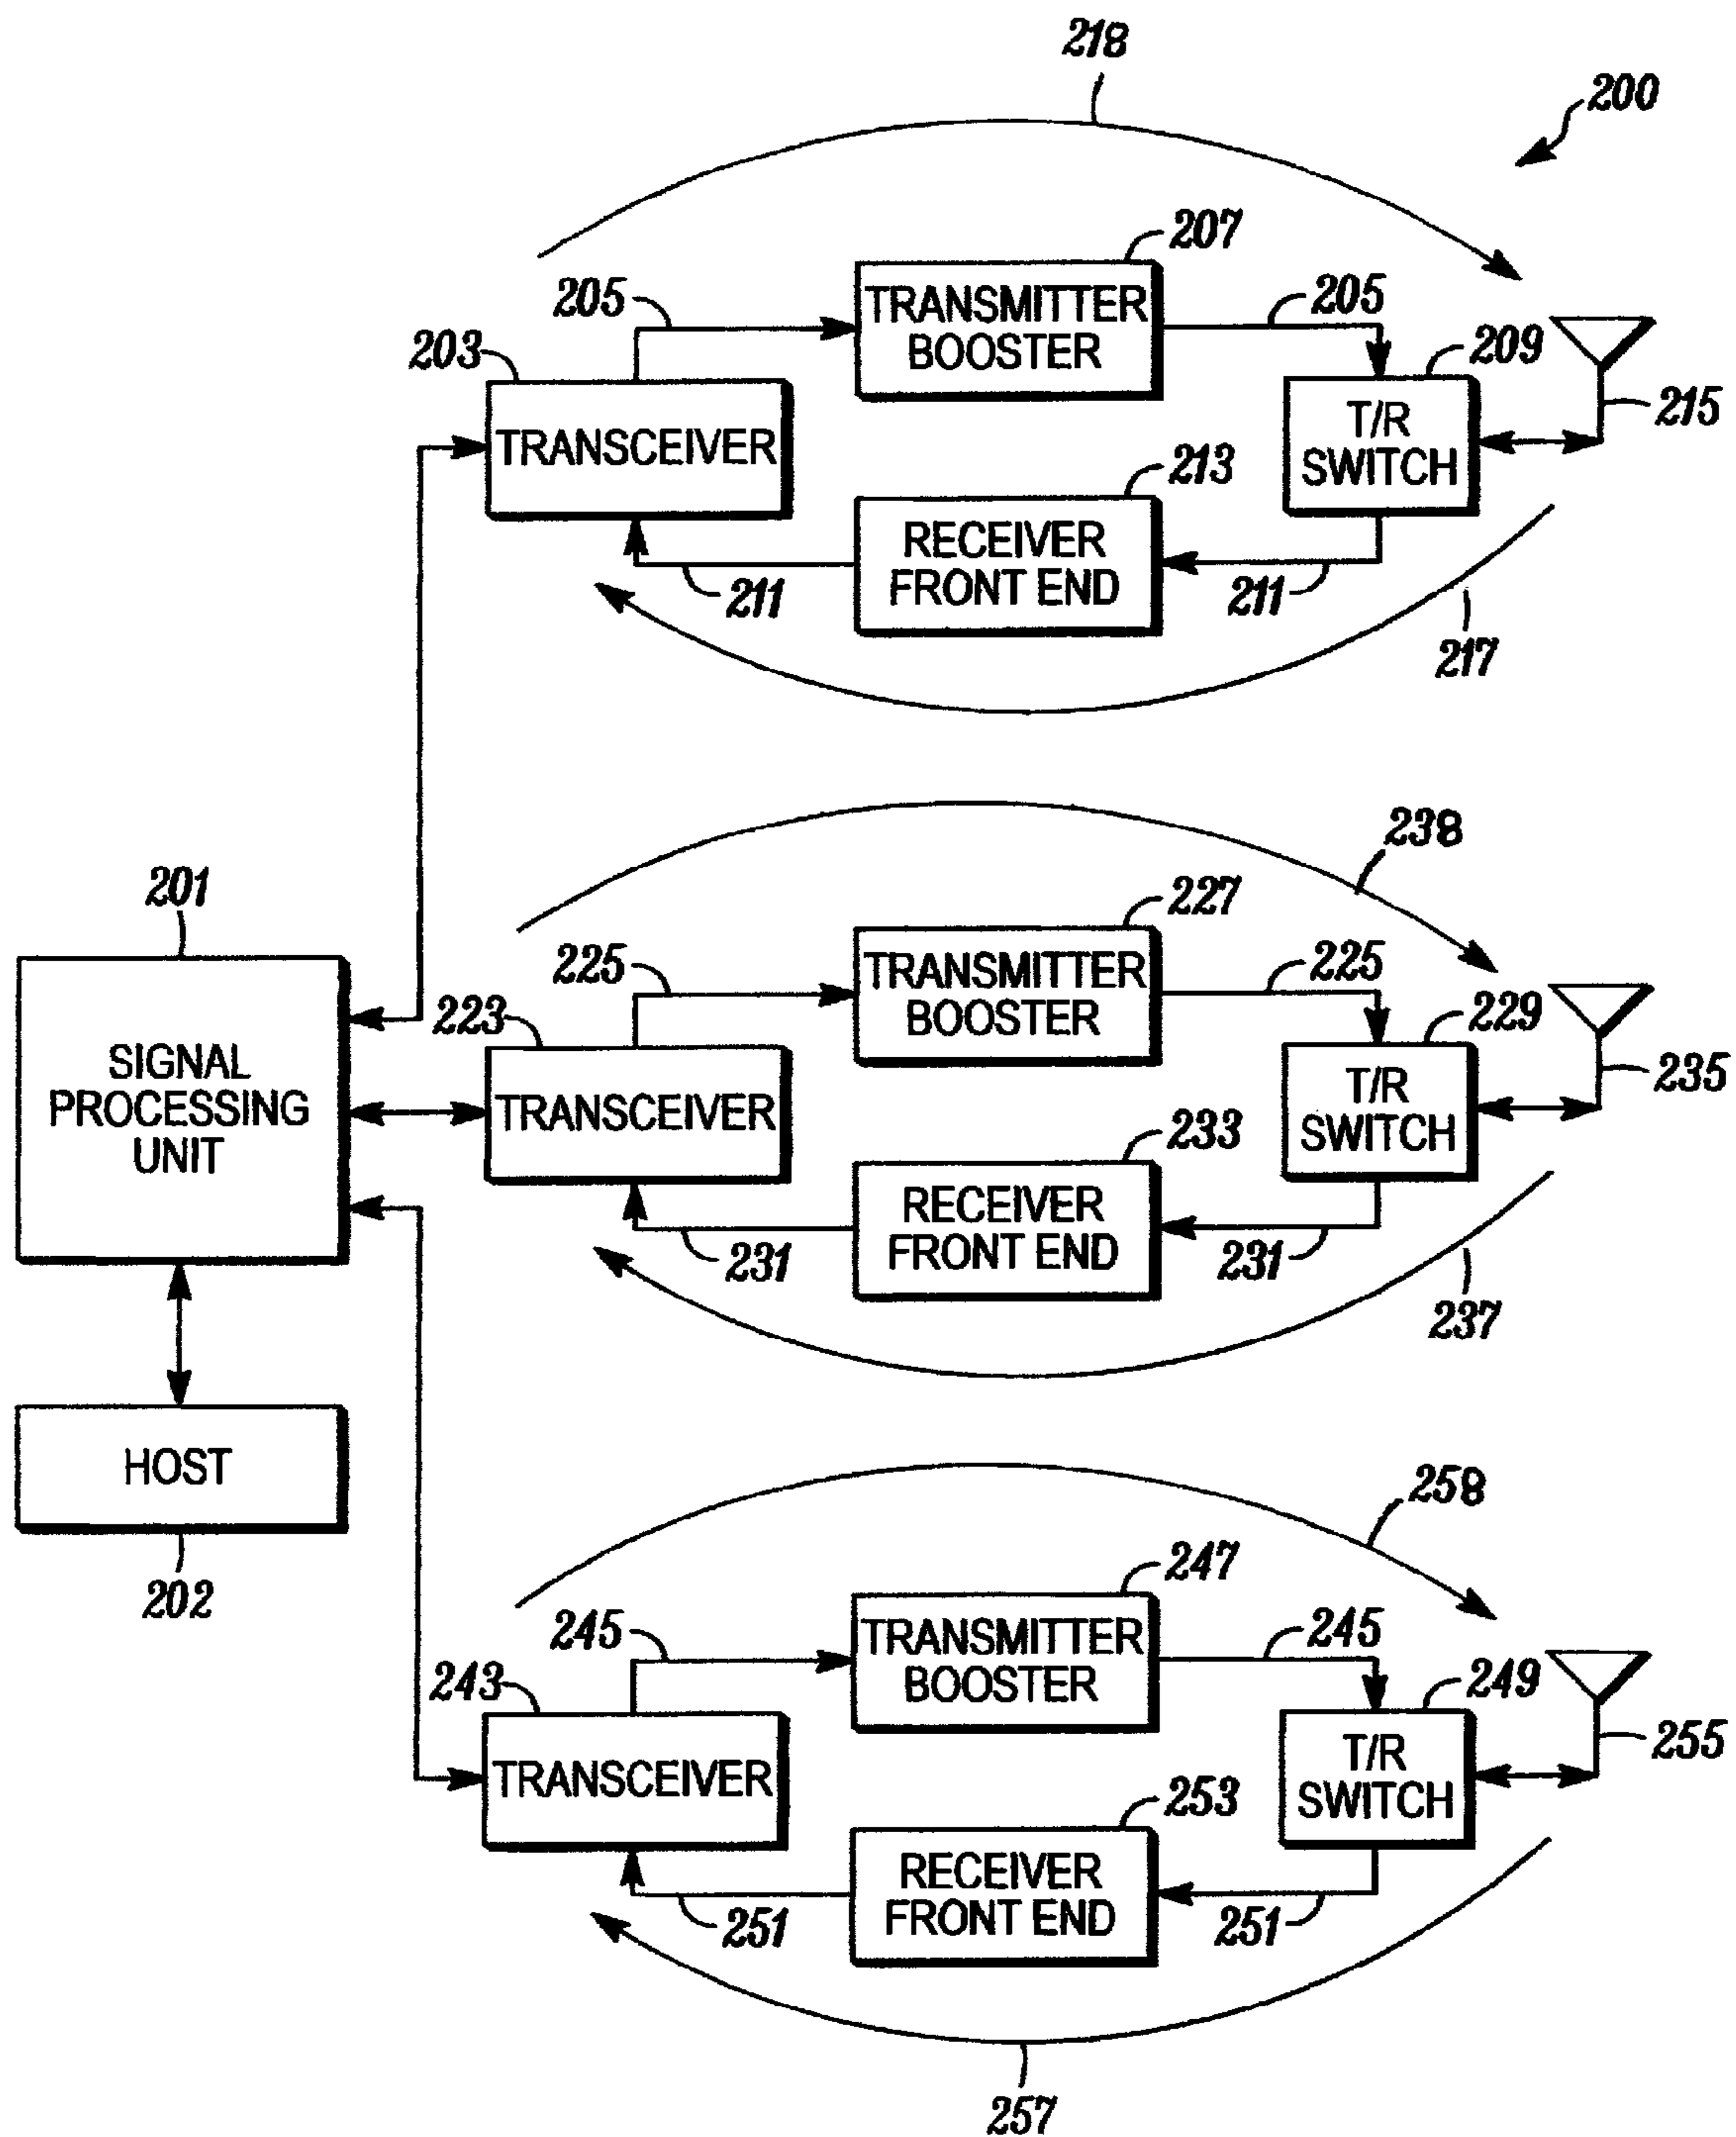 218
200
207
205
TRANSMITTER
BOOSTER
205
203
209
TRANSCEIVER
T/R
SWITCH
215
213
RECEIVER
FRONT END
211
211
217
238
201
227
225
TRANSMITTER
BOOSTER
225
223
229
SIGNAL
PROCESSING
UNIT
TRANSCEIVER
T/R
SWITCH
235
233
RECEIVER
FRONT END
231
231
237
HOST
202
258
247
245
TRANSMITTER
BOOSTER
245
243
249
TRANSCEIVER
T/R
SWITCH
255
253
RECEIVER
FRONT END
251
251
257